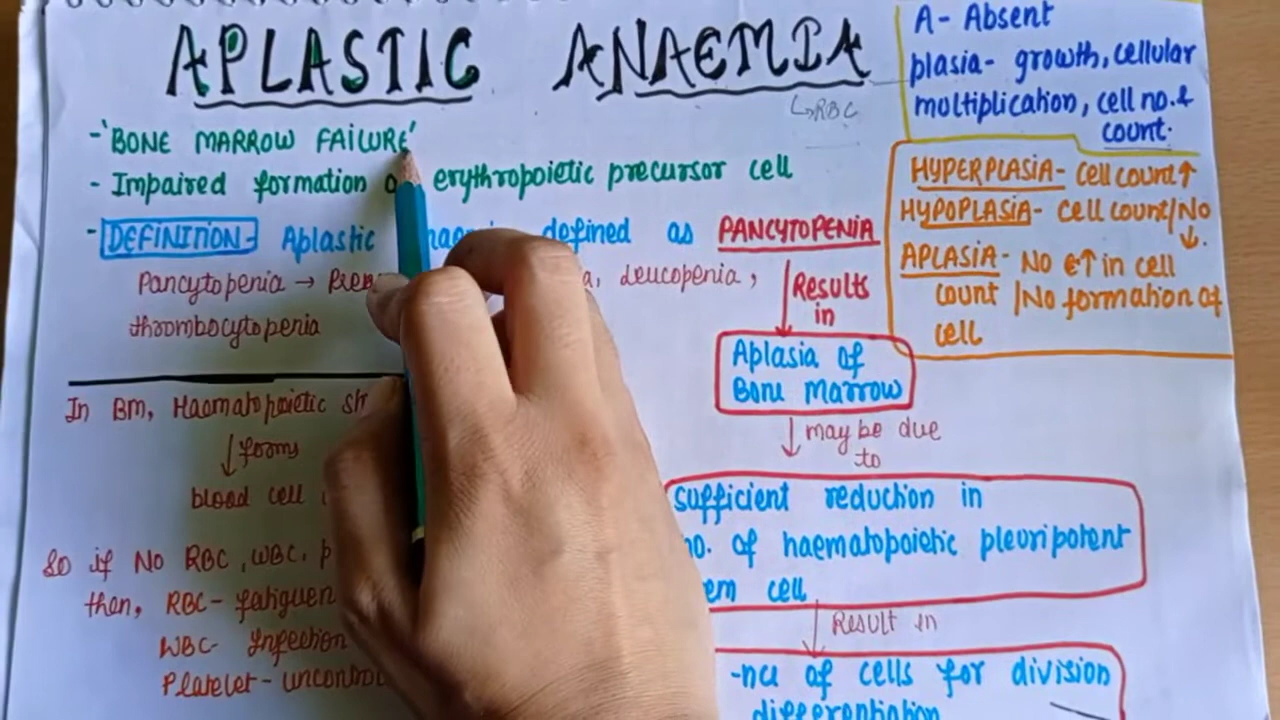 APLASTIC ANAEMIA
↳RBC
A- Absent
plasia- growth, cellular
multiplication, cell no. &
count.
-'BONE MARROW FAILURE'
- Impaired formation erythropoietic precursor cell
- DEFINITION- Aplastic defined as PANCYTOPENIA
Pancytopenia → leucopenia,
thrombocytopenia
HYPERPLASIA- cell count↑
HYPOPLASIA- cell count/No
↓.
APLASIA- No ↑ in cell
count /No formation of
cell
Results
in
Aplasia of
Bone Marrow
↓ may be due
to
sufficient reduction in
no. of haematopoietic pleuripotent
cell
↓ Result in
of cells for division
differentiation
In BM, Haematopoietic
↓ forms
blood cell
So if No RBC, WBC,
then, RBC-
WBC- Infection
Platelet-